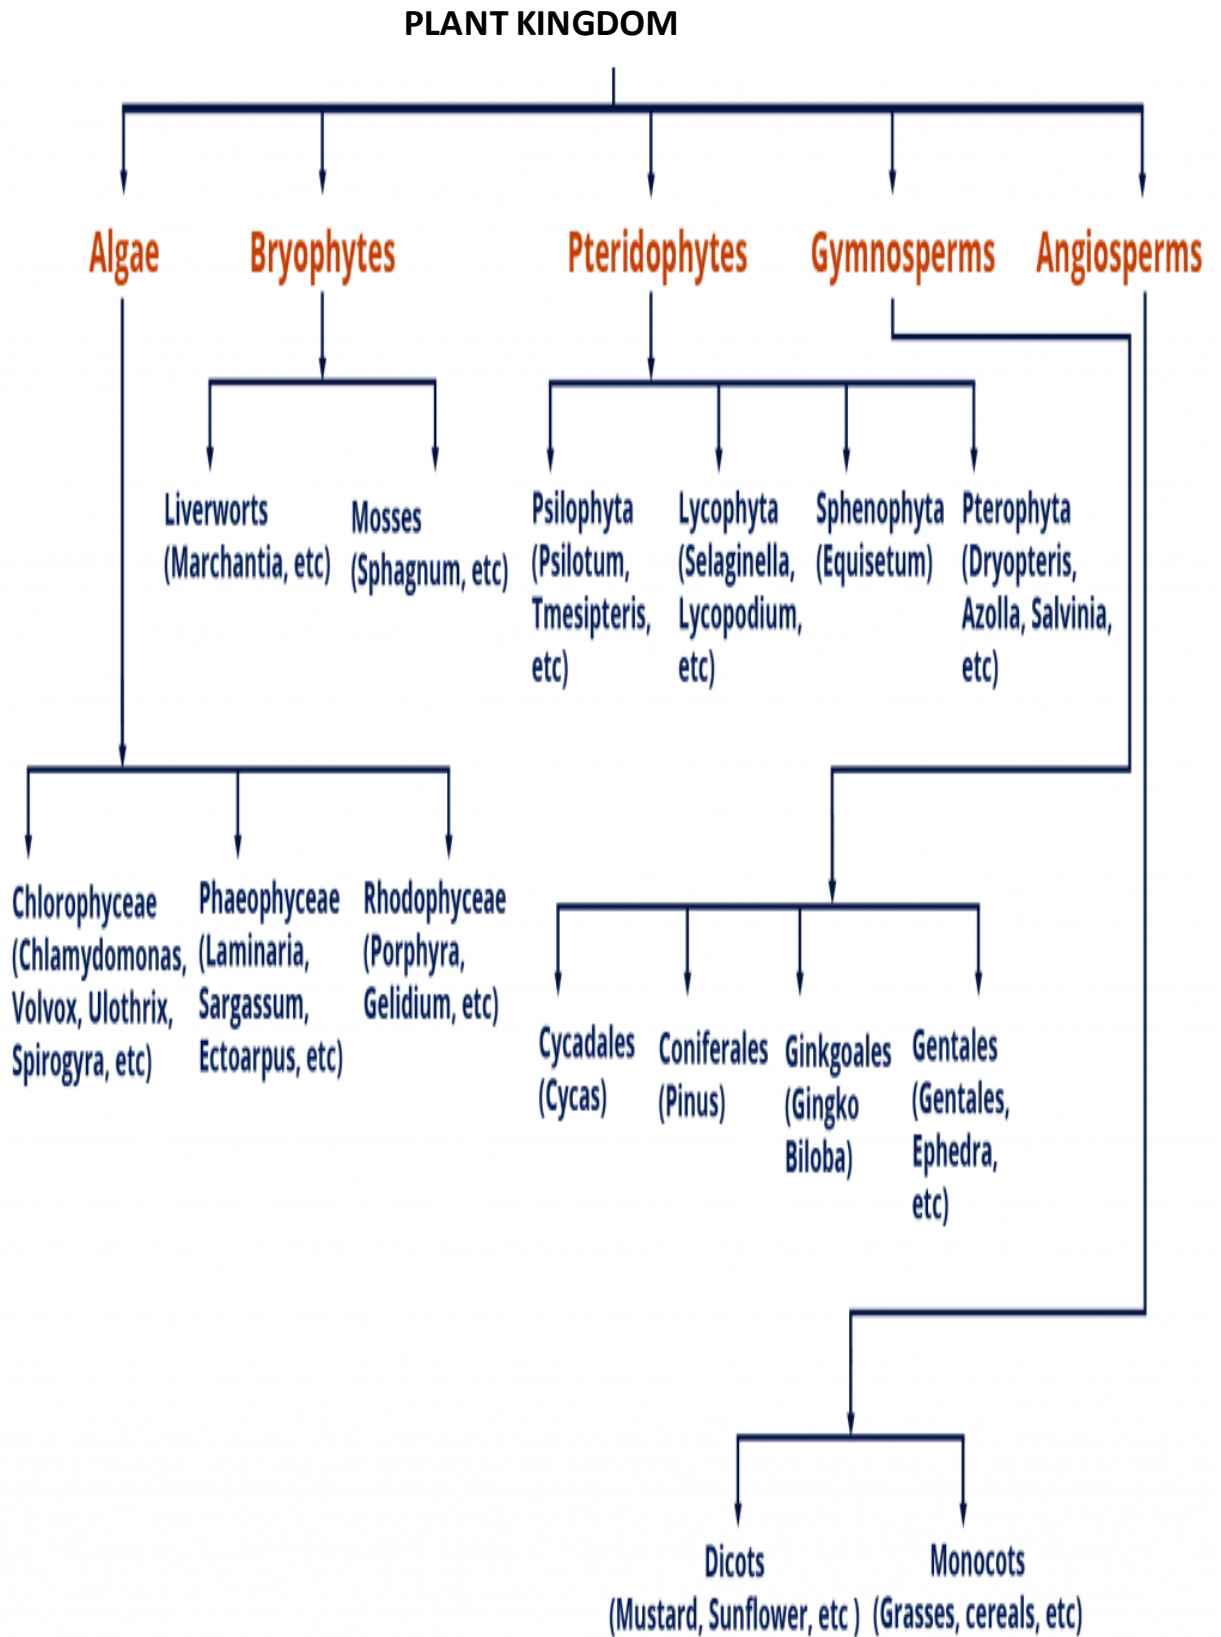 PLANT KINGDOM
Algae
Bryophytes
Pteridophytes
Gymnosperms
Angiosperms
Liverworts
(Marchantia, etc)
Mosses
(Sphagnum, etc)
Psilophyta
(Psilotum,
Tmesipteris,
etc)
Lycophyta
(Selaginella,
Lycopodium,
etc)
Sphenophyta
(Equisetum)
Pterophyta
(Dryopteris,
Azolla, Salvinia,
etc)
Chlorophyceae
(Chlamydomonas,
Volvox, Ulothrix,
Spirogyra, etc)
Phaeophyceae
(Laminaria,
Sargassum,
Ectoarpus, etc)
Rhodophyceae
(Porphyra,
Gelidium, etc)
Cycadales
(Cycas)
Coniferales
(Pinus)
Ginkgoales
(Gingko
Biloba)
Gentales
(Gentales,
Ephedra,
etc)
Dicots
(Mustard, Sunflower, etc )
Monocots
(Grasses, cereals, etc)